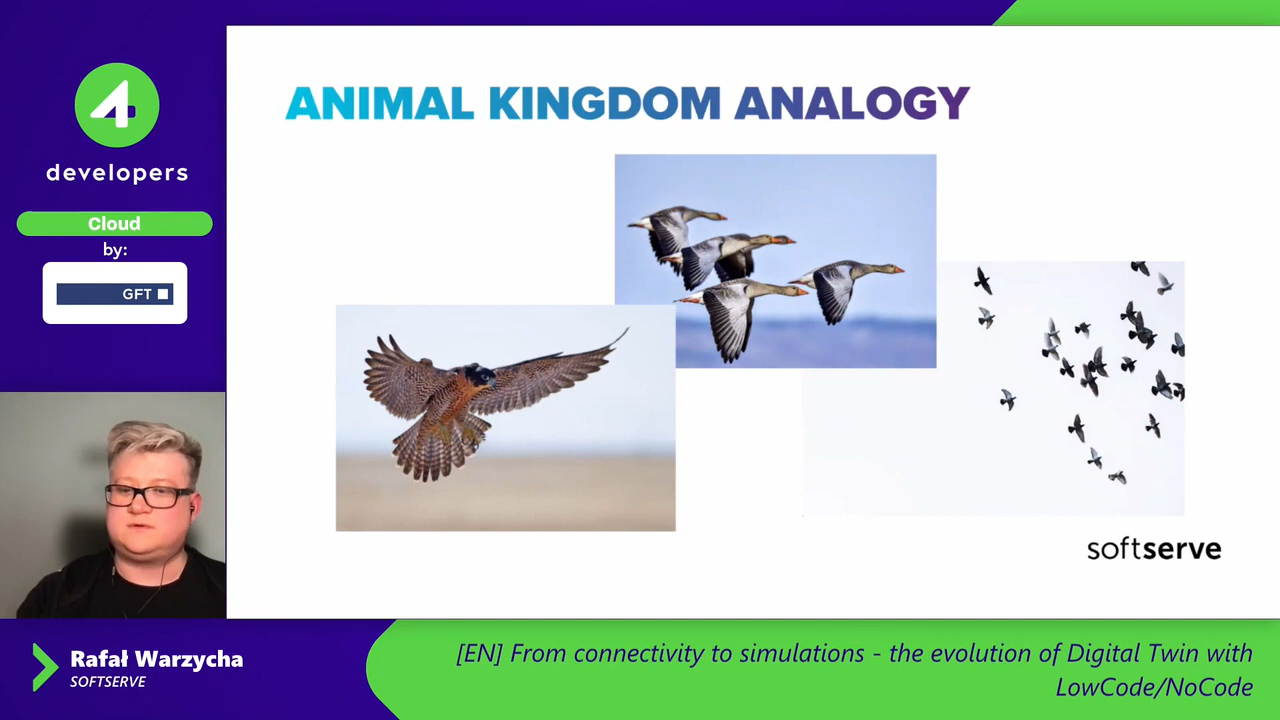 4
developers
Cloud
by:
GFT
ANIMAL KINGDOM ANALOGY
softserve
Rafał Warzycha
SOFTSERVE
[EN] From connectivity to simulations - the evolution of Digital Twin with
LowCode/NoCode